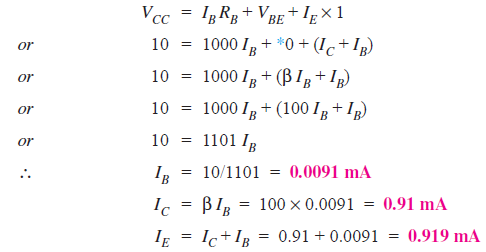 V_CC = I_B R_B + V_BE + I_E × 1
or 10 = 1000 I_B + *0 + (I_C + I_B)
or 10 = 1000 I_B + (β I_B + I_B)
or 10 = 1000 I_B + (100 I_B + I_B)
or 10 = 1101 I_B
∴ I_B = 10/1101 = 0.0091 mA
I_C = β I_B = 100 × 0.0091 = 0.91 mA
I_E = I_C + I_B = 0.91 + 0.0091 = 0.919 mA